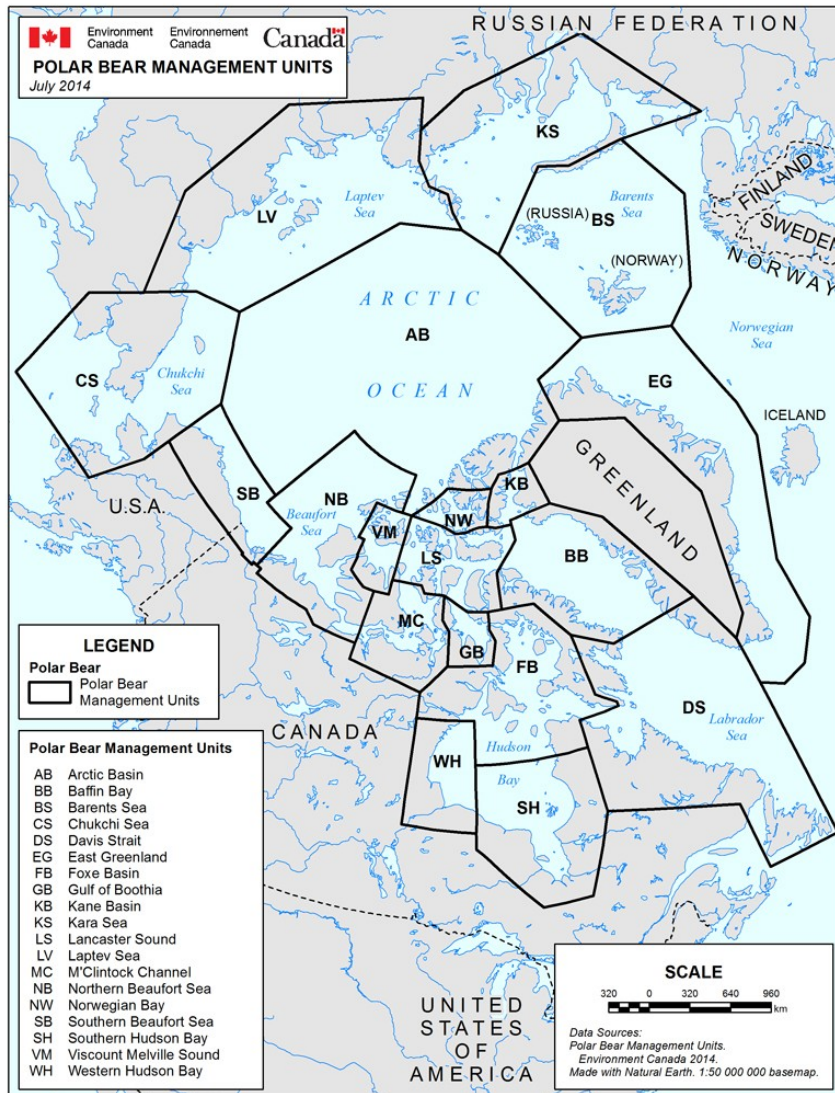 Environment
Canada
Environnement
Canada
Canada
POLAR BEAR MANAGEMENT UNITS
July 2014
RUSSIAN FEDERATION
KS
FINLAND
SWEDEN
NORWAY
LV
Laptev
Sea
Barents
Sea
(RUSSIA)
BS
(NORWAY)
ARCTIC
AB
OCEAN
Norwegian
Sea
CS
Chukchi
Sea
EG
ICELAND
GREENLAND
U.S.A.
SB
NB
Beaufort
Sea
KB
NW
VM
LS
BB
MC
GB
FB
DS
Labrador
Sea
CANADA
Hudson
Bay
WH
SH
UNITED
STATES
OF
AMERICA
LEGEND
Polar Bear
Polar Bear
Management Units
Polar Bear Management Units
AB Arctic Basin
BB Baffin Bay
BS Barents Sea
CS Chukchi Sea
DS Davis Strait
EG East Greenland
FB Foxe Basin
GB Gulf of Boothia
KB Kane Basin
KS Kara Sea
LS Lancaster Sound
LV Laptev Sea
MC M'Clintock Channel
NB Northern Beaufort Sea
NW Norwegian Bay
SB Southern Beaufort Sea
SH Southern Hudson Bay
VM Viscount Melville Sound
WH Western Hudson Bay
SCALE
320 0 320 640 960
km
Data Sources:
Polar Bear Management Units.
Environment Canada 2014.
Made with Natural Earth. 1:50 000 000 basemap.